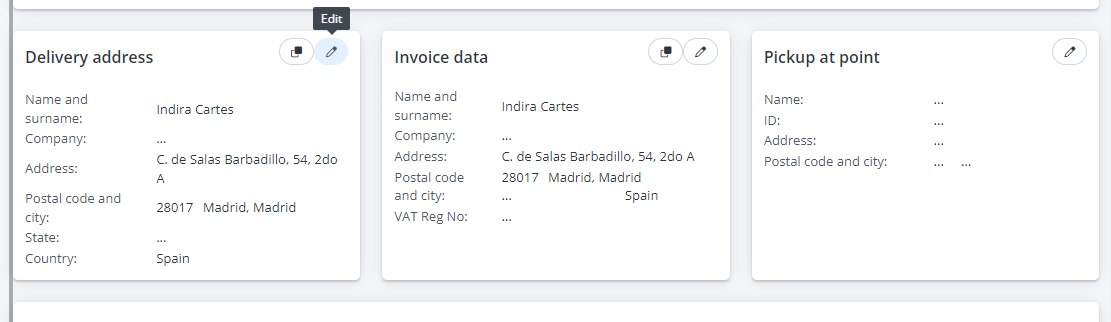 Edit
Delivery address
Name and
surname:
Indira Cartes
Company:
...
Address:
C. de Salas Barbadillo, 54, 2do
A
Postal code and
city:
28017 Madrid, Madrid
State:
...
Country:
Spain
Invoice data
Name and
surname:
Indira Cartes
Company:
...
Address:
C. de Salas Barbadillo, 54, 2do A
Postal code
and city:
28017 Madrid, Madrid
... Spain
VAT Reg No:
...
Pickup at point
Name:
...
ID:
...
Address:
...
Postal code and city:
... ...